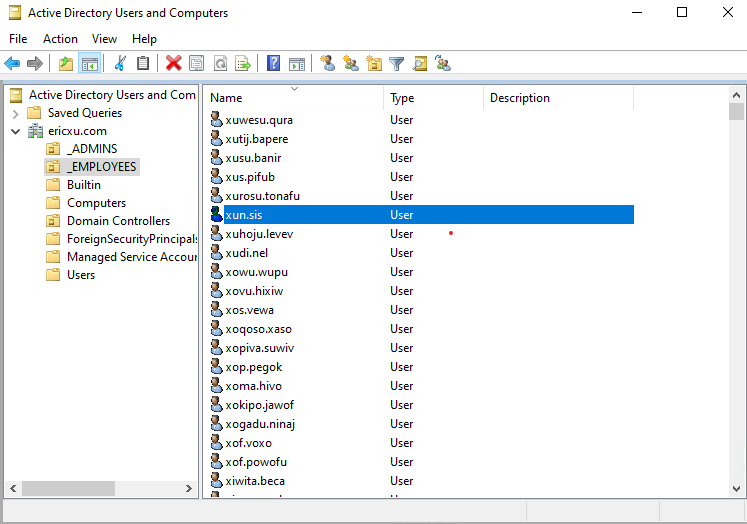 Active Directory Users and Computers
File Action View Help
Active Directory Users and Com
Saved Queries
ericxu.com
_ADMINS
_EMPLOYEES
Builtin
Computers
Domain Controllers
ForeignSecurityPrincipals
Managed Service Accour
Users
Name Type Description
xuwesu.qura User
xutij.bapere User
xusu.banir User
xus.pifub User
xurosu.tonafu User
xun.sis User
xuhoju.levev User
xudi.nel User
xowu.wupu User
xovu.hixiw User
xos.vewa User
xoqoso.xaso User
xopiva.suwiv User
xop.pegok User
xoma.hivo User
xokipo.jawof User
xogadu.ninaj User
xof.voxo User
xof.powofu User
xiwita.beca User